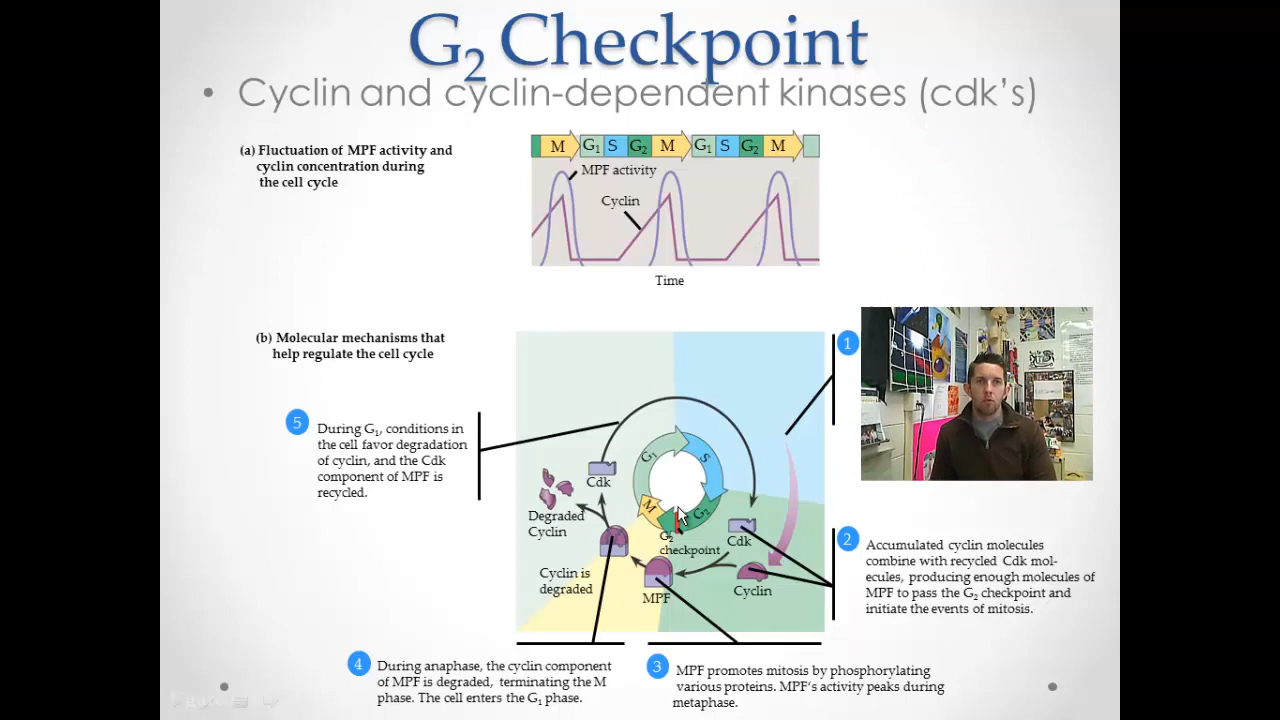 G2 Checkpoint
• Cyclin and cyclin-dependent kinases (cdk's)
(a) Fluctuation of MPF activity and
cyclin concentration during
the cell cycle
M G1 S G2 M G1 S G2 M
MPF activity
Cyclin
Time
(b) Molecular mechanisms that
help regulate the cell cycle
1
5
During G1, conditions in
the cell favor degradation
of cyclin, and the Cdk
component of MPF is
recycled.
G1
S
G2
M
Cdk
Degraded
Cyclin
G2
checkpoint
Cdk
Cyclin is
degraded
MPF
Cyclin
2
Accumulated cyclin molecules
combine with recycled Cdk mol-
ecules, producing enough molecules of
MPF to pass the G2 checkpoint and
initiate the events of mitosis.
4
During anaphase, the cyclin component
of MPF is degraded, terminating the M
phase. The cell enters the G1 phase.
3
MPF promotes mitosis by phosphorylating
various proteins. MPF's activity peaks during
metaphase.